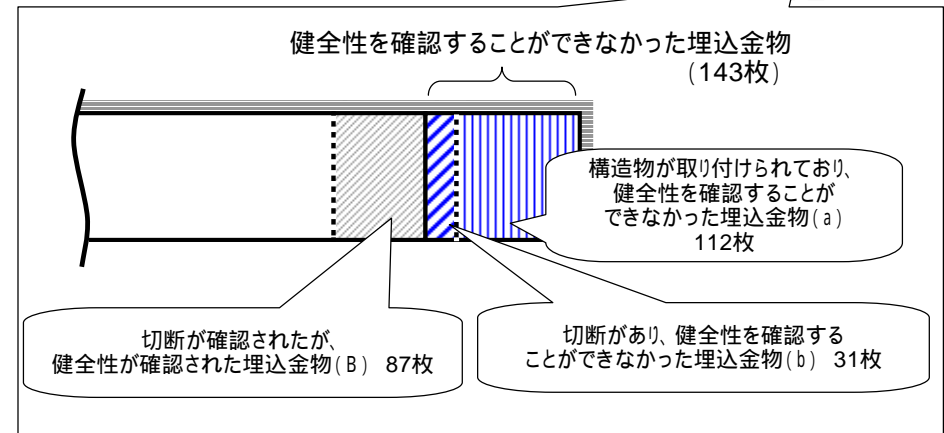 健全性を確認することができなかった埋込金物
(143枚)
構造物が取り付けられており、
健全性を確認することが
できなかった埋込金物(a)
112枚
切断が確認されたが、
健全性が確認された埋込金物(B) 87枚
切断があり、健全性を確認する
ことができなかった埋込金物(b) 31枚